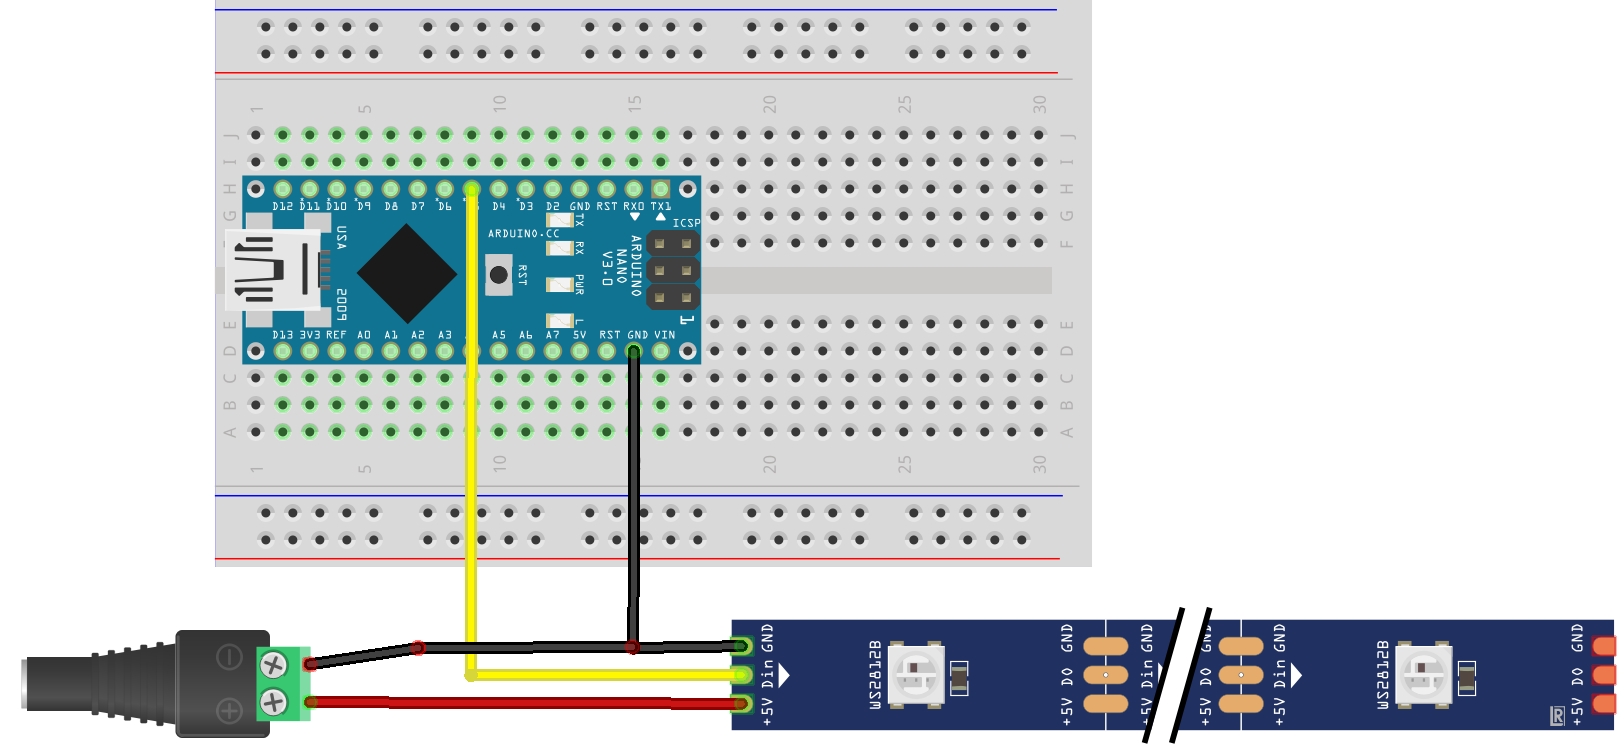 1 5 10 15 20 25 30
J J
I I
H H
D12 D11 D10 D9 D8 D7 D6 D4 D3 D2 GND RST RX0 TX1
G G
TX
ICSP
USA
ARDUINO.CC
F
RX
ARDUINO
NANO
V3.0
RST
PWR
2009
L
1
E E
D13 3V3 REF A0 A1 A2 A3 A5 A6 A7 5V RST GND VIN
D D
C C
B B
A A
1 5 10 20 25 30
GND GND GND GND GND GND
Din DO Din DO Din DO
+5V +5V +5V +5V +5V +5V
WS2812B WS2812B
− 
+
R